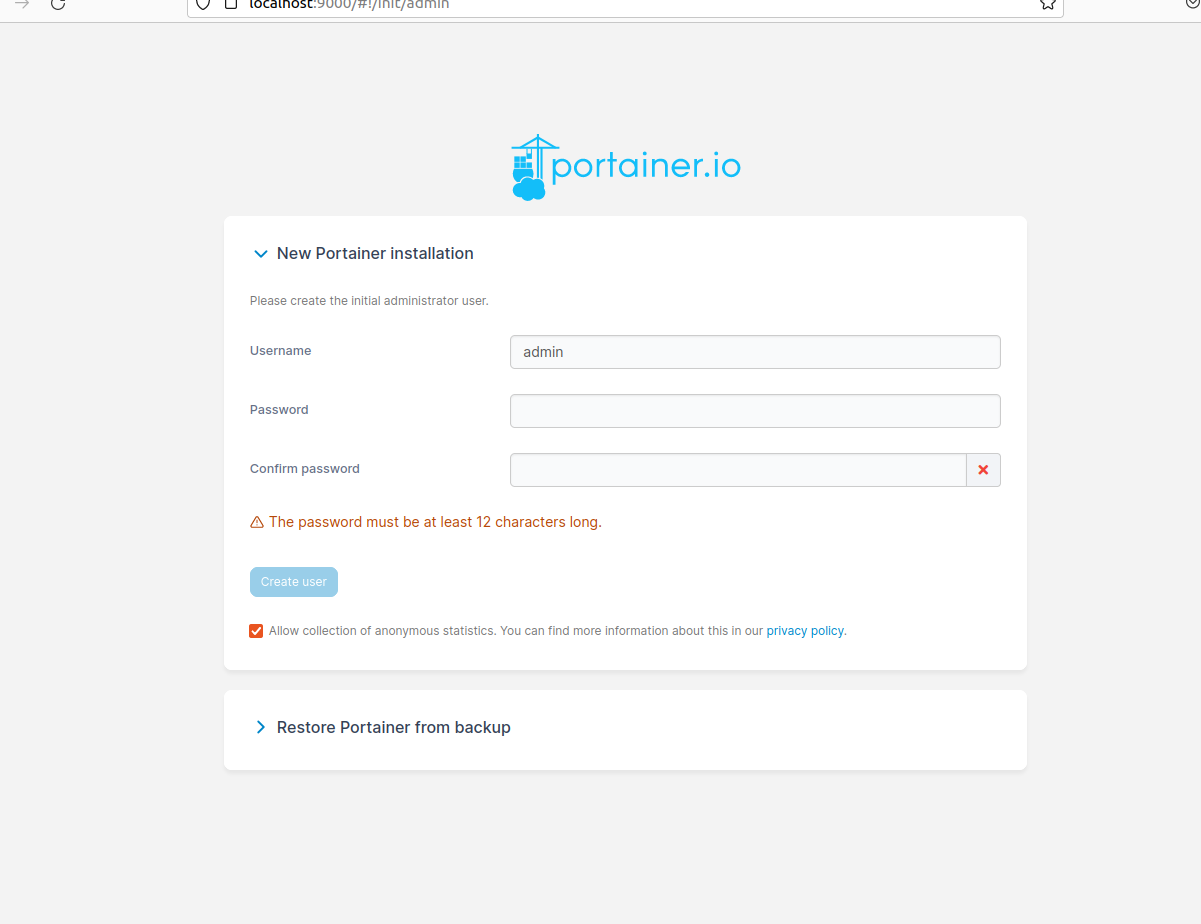 localhost:9000/#!/init/admin
portainer.io
New Portainer installation
Please create the initial administrator user.
Username
admin
Password
Confirm password
The password must be at least 12 characters long.
Create user
Allow collection of anonymous statistics. You can find more information about this in our privacy policy.
Restore Portainer from backup